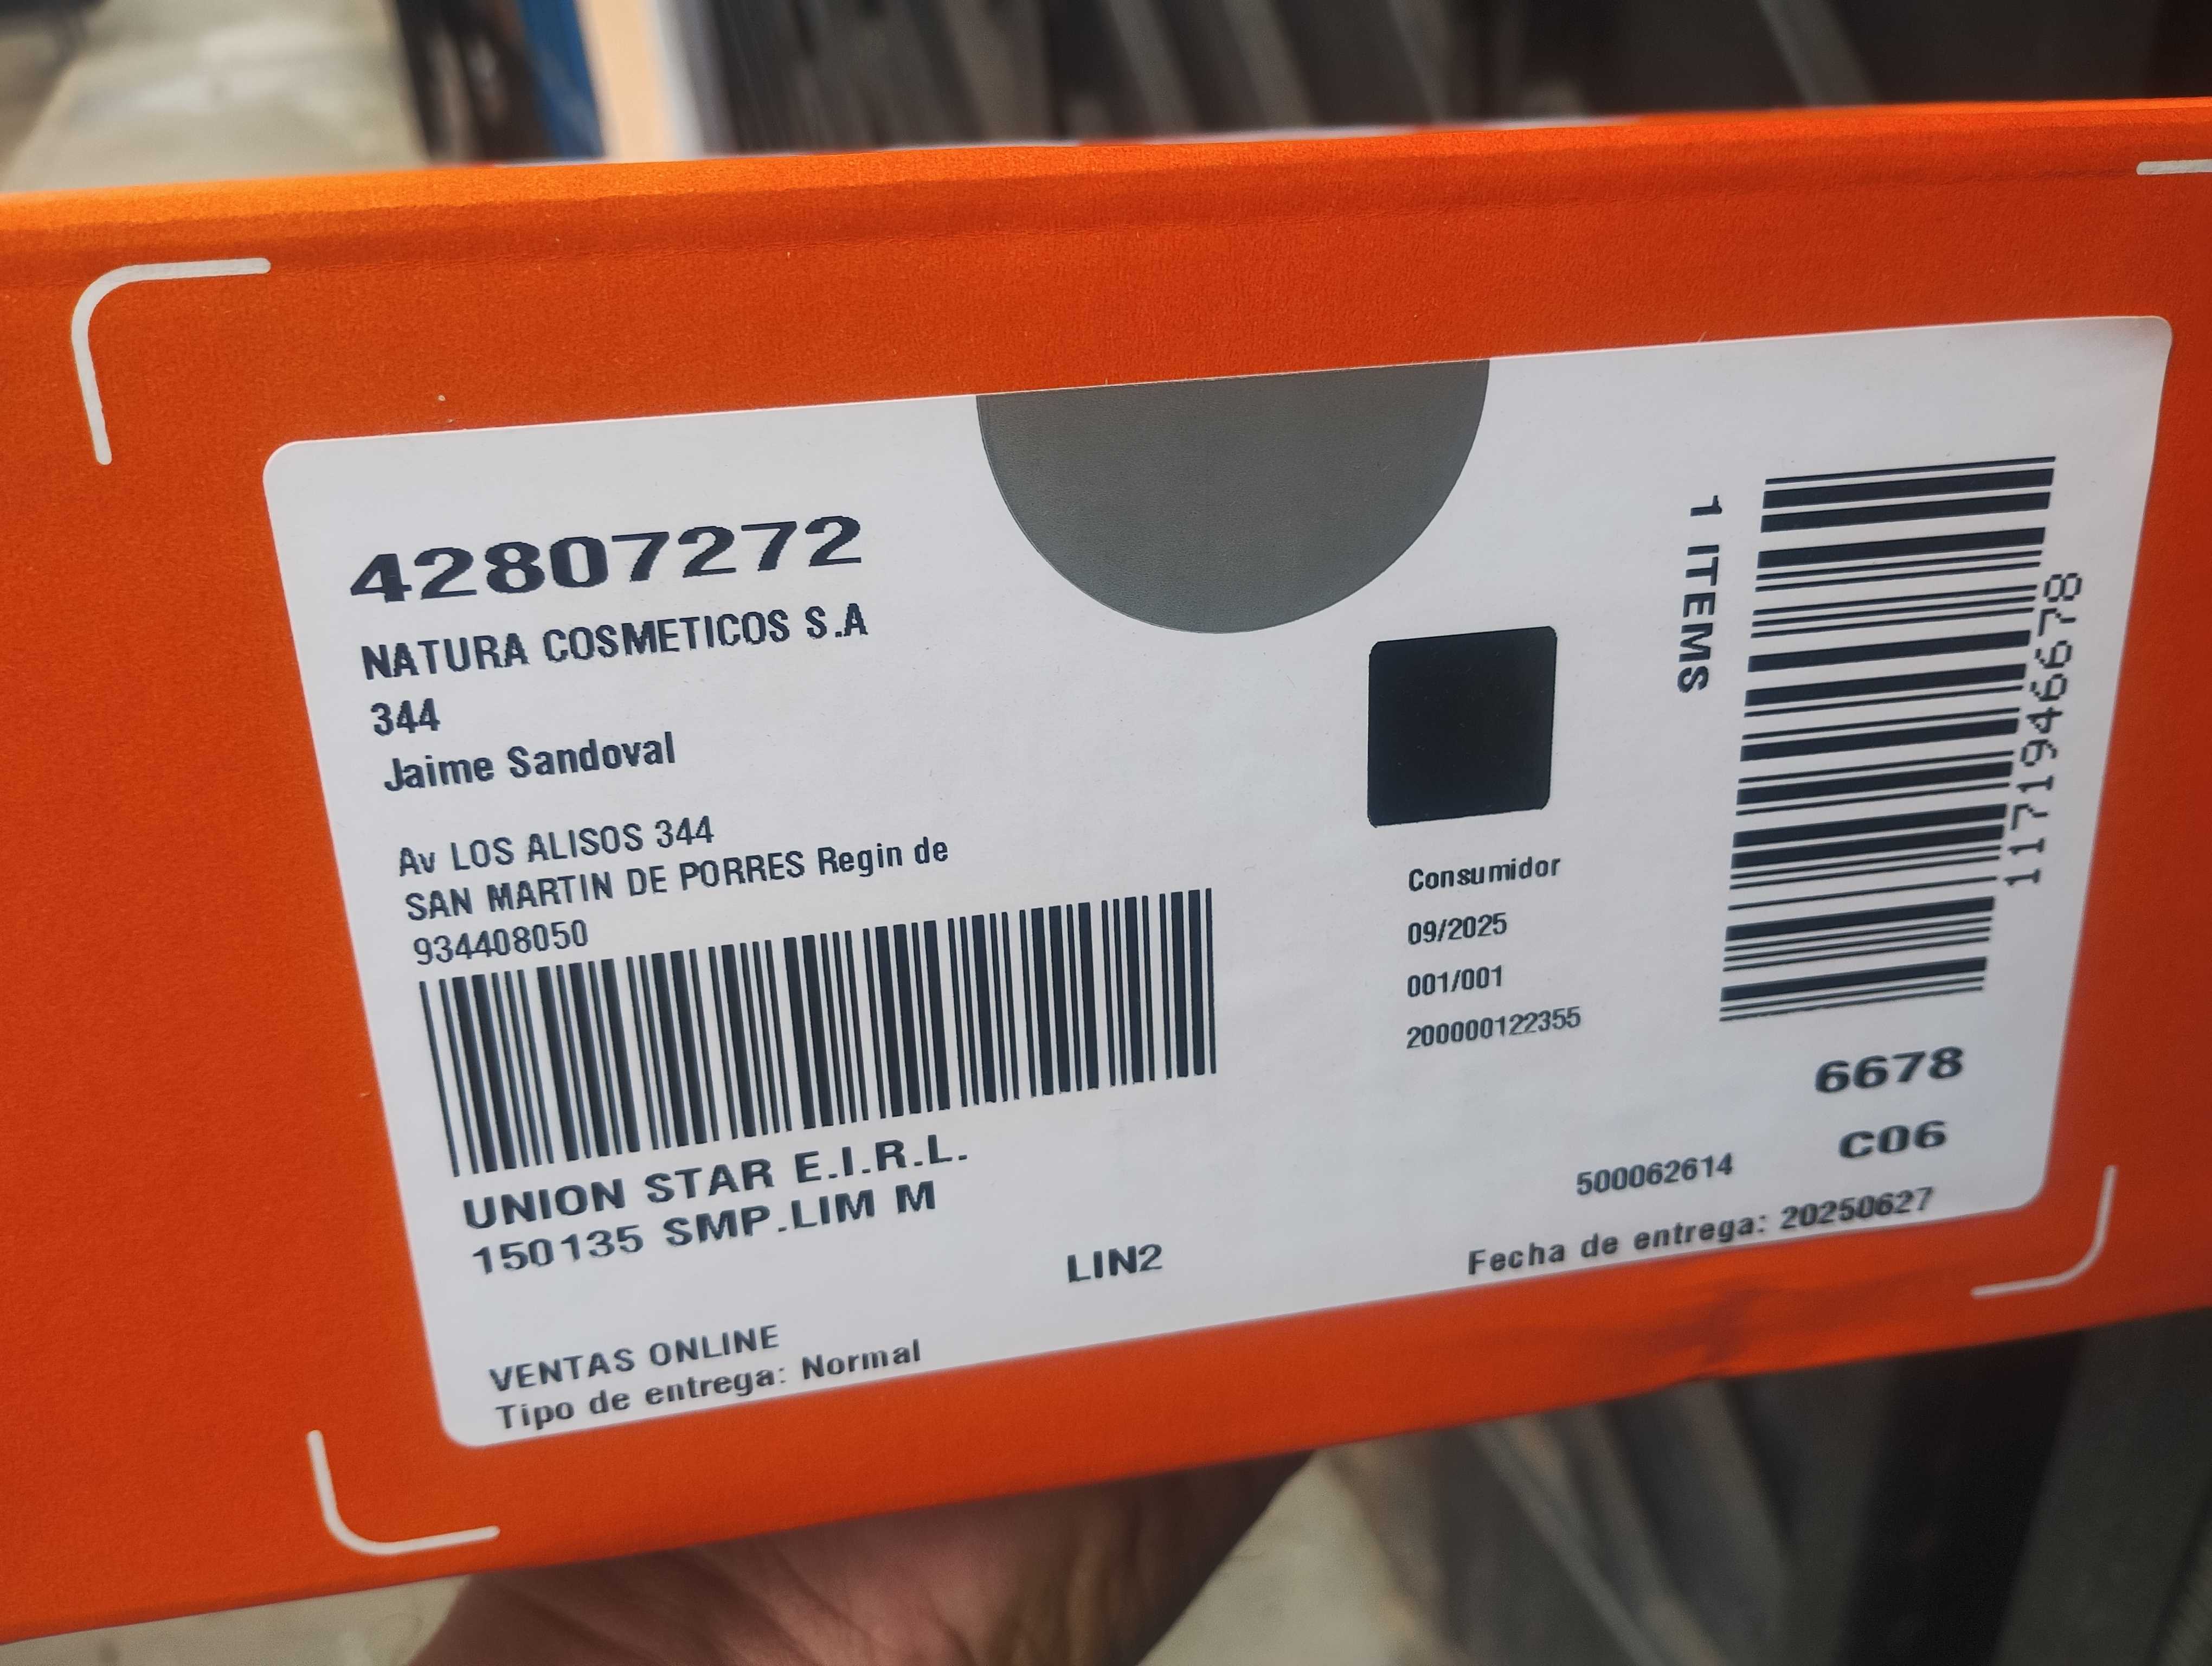 42807272
NATURA COSMETICOS S.A
344
Jaime Sandoval
Av LOS ALISOS 344
SAN MARTIN DE PORRES Regin de
934408050
UNION STAR E.I.R.L.
150135 SMP.LIM M
LIN2
VENTAS ONLINE
Tipo de entrega: Normal
Consumidor
09/2025
001/001
200000122355
1 ITEMS
1171946678
6678
C06
500062614
Fecha de entrega: 20250627